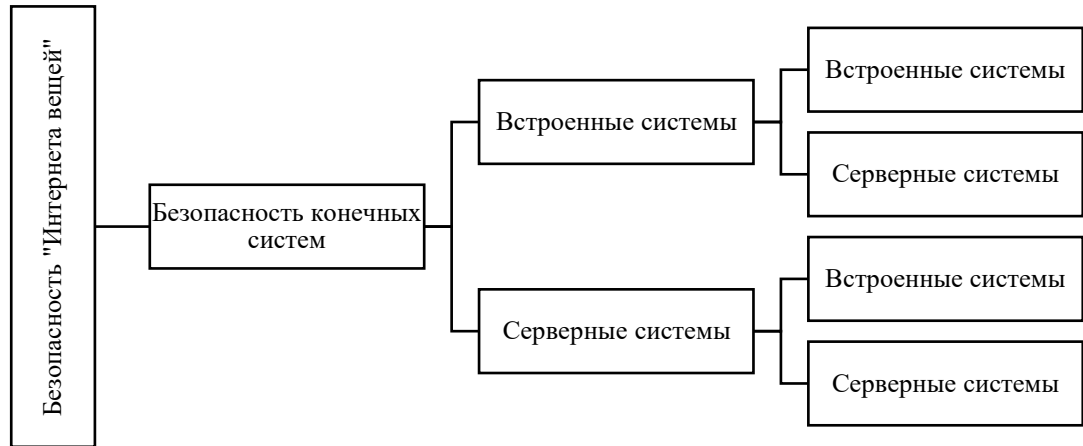 Безопасность "Интернета вещей"
Безопасность конечных
систем
Встроенные системы
Встроенные системы
Серверные системы
Серверные системы
Встроенные системы
Серверные системы